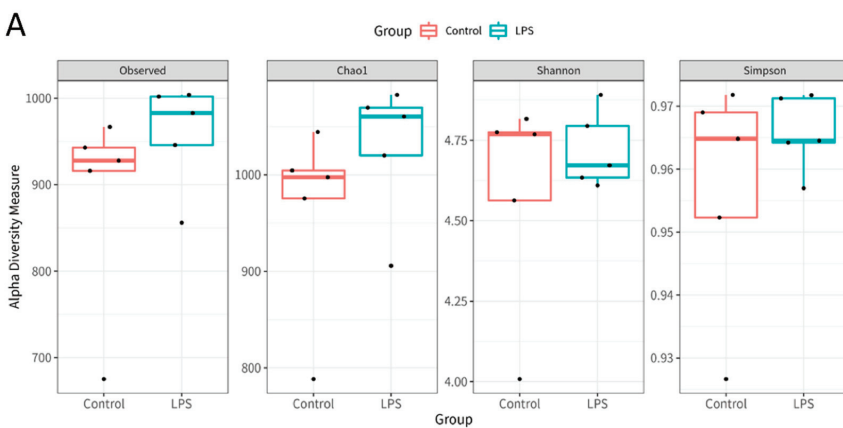 A
Group Control LPS
Observed Chao1 Shannon Simpson
Alpha Diversity Measure
1000
900
800
700
1000
900
800
4.75
4.50
4.25
4.00
0.97
0.96
0.95
0.94
0.93
Control LPS Control LPS Control LPS Control LPS
Group